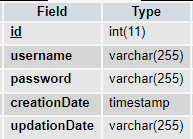 Field Type
id int(11)
username varchar(255)
password varchar(255)
creationDate timestamp
updationDate varchar(255)